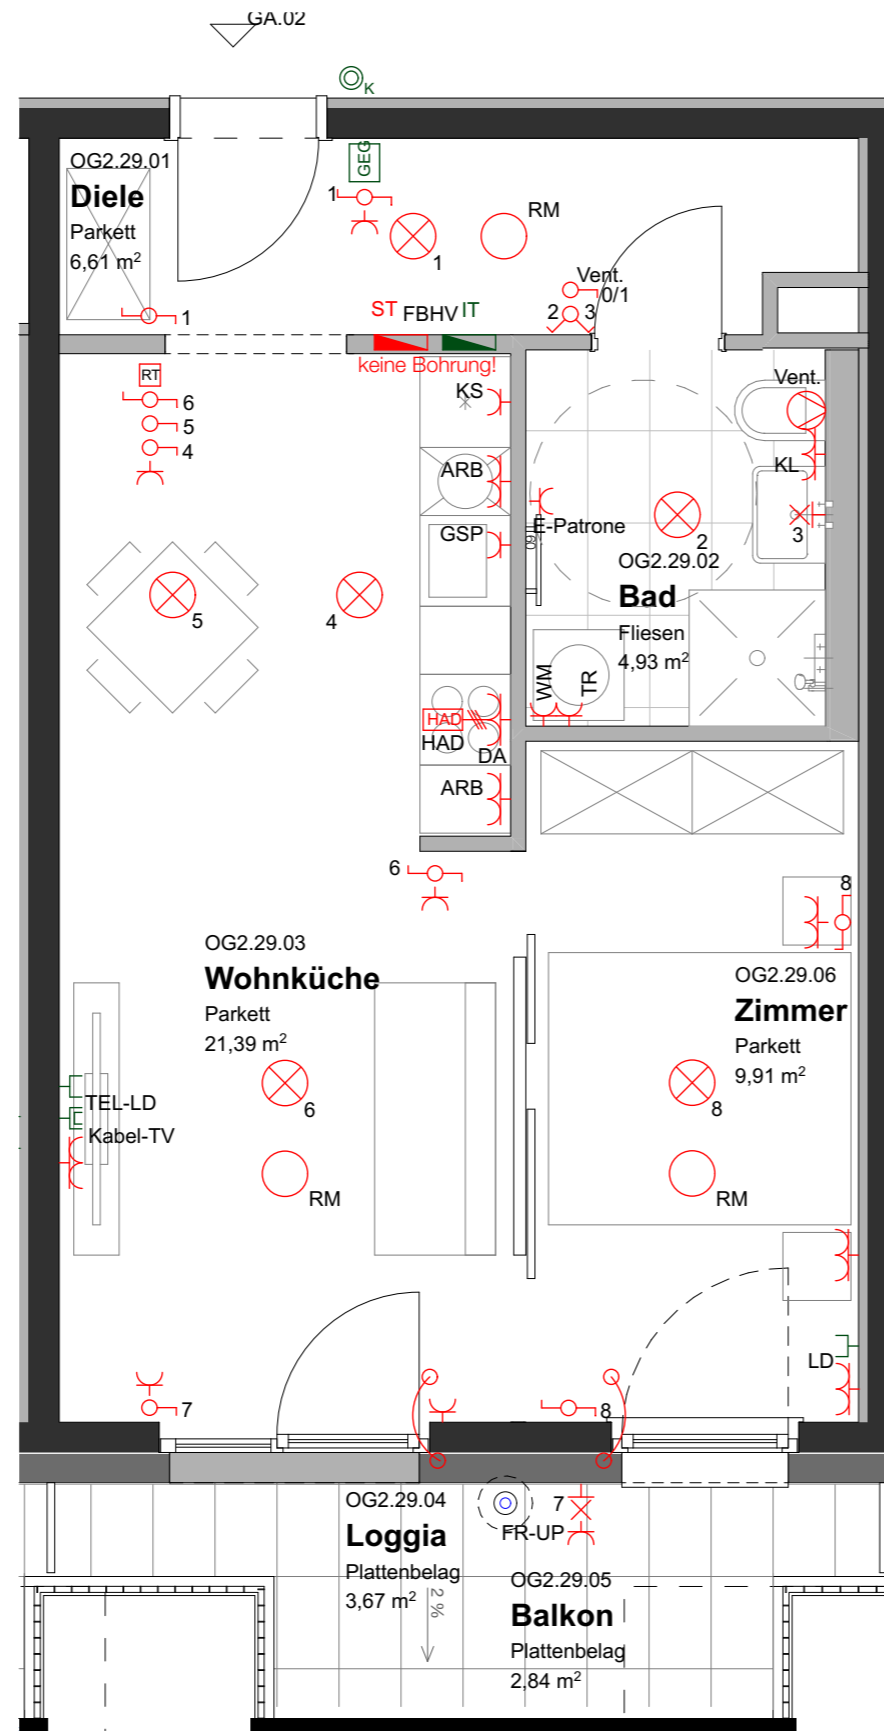 GA.02
K
GEG
OG2.29.01
Diele
Parkett
6,61 m²
1
1
RM
1
Vent.
0/1
2
3
ST
FBHV
IT
keine Bohrung!
RT
6
5
4
KS
Vent.
ARB
KL
GSP
E-Patrone
2
3
OG2.29.02
Bad
Fliesen
4,93 m²
5
4
WM
TR
HAD
HAD
DA
ARB
6
8
OG2.29.03
Wohnküche
Parkett
21,39 m²
OG2.29.06
Zimmer
Parkett
9,91 m²
TEL-LD
Kabel-TV
6
8
RM
RM
LD
7
8
OG2.29.04
Loggia
Plattenbelag
3,67 m²
2 %
7
FR-UP
OG2.29.05
Balkon
Plattenbelag
2,84 m²